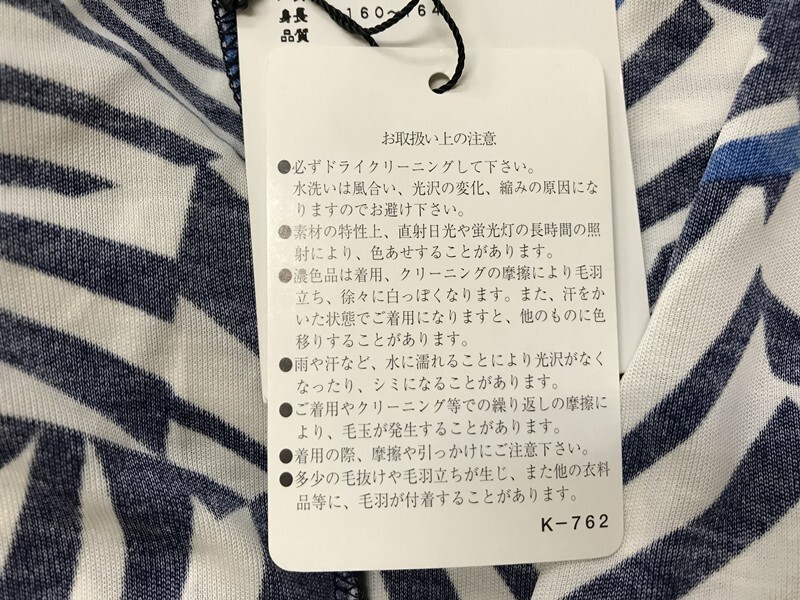 身長 160〜164
品質
お取扱い上の注意
●必ずドライクリーニングして下さい。
水洗いは風合い、光沢の変化、縮みの原因にな
りますのでお避け下さい。
●素材の特性上、直射日光や蛍光灯の長時間の照
射により、色あせすることがあります。
●濃色品は着用、クリーニングの摩擦により毛羽
立ち、徐々に白っぽくなります。また、汗をか
いた状態でご着用になりますと、他のものに色
移りすることがあります。
●雨や汗など、水に濡れることにより光沢がなく
なったり、シミになることがあります。
●ご着用やクリーニング等での繰り返しの摩擦に
より、毛玉が発生することがあります。
●着用の際、摩擦や引っかけにご注意下さい。
●多少の毛抜けや毛羽立ちが生じ、また他の衣料
品等に、毛羽が付着することがあります。
K-762